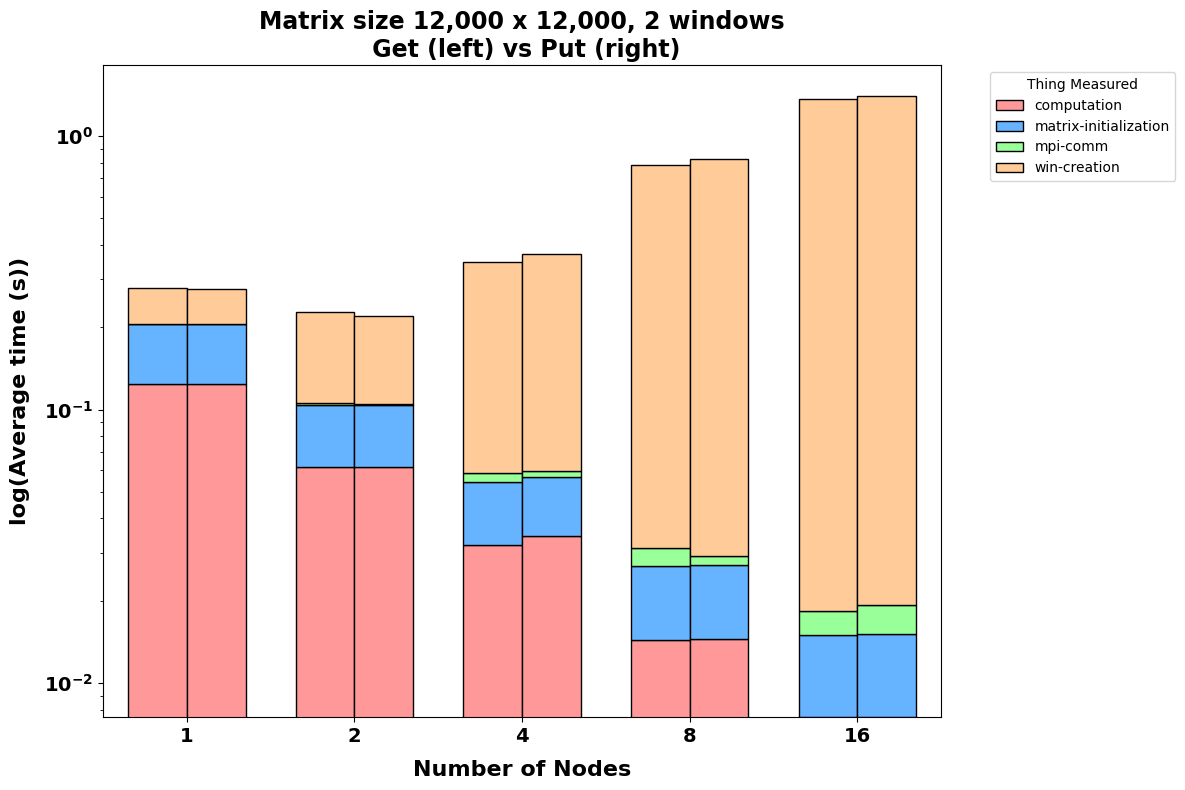 Matrix size 12,000 x 12,000, 2 windows
Get (left) vs Put (right)
Thing Measured
computation
matrix-initialization
mpi-comm
win-creation
log(Average time (s))
10⁰
10⁻¹
10⁻²
1 2 4 8 16
Number of Nodes